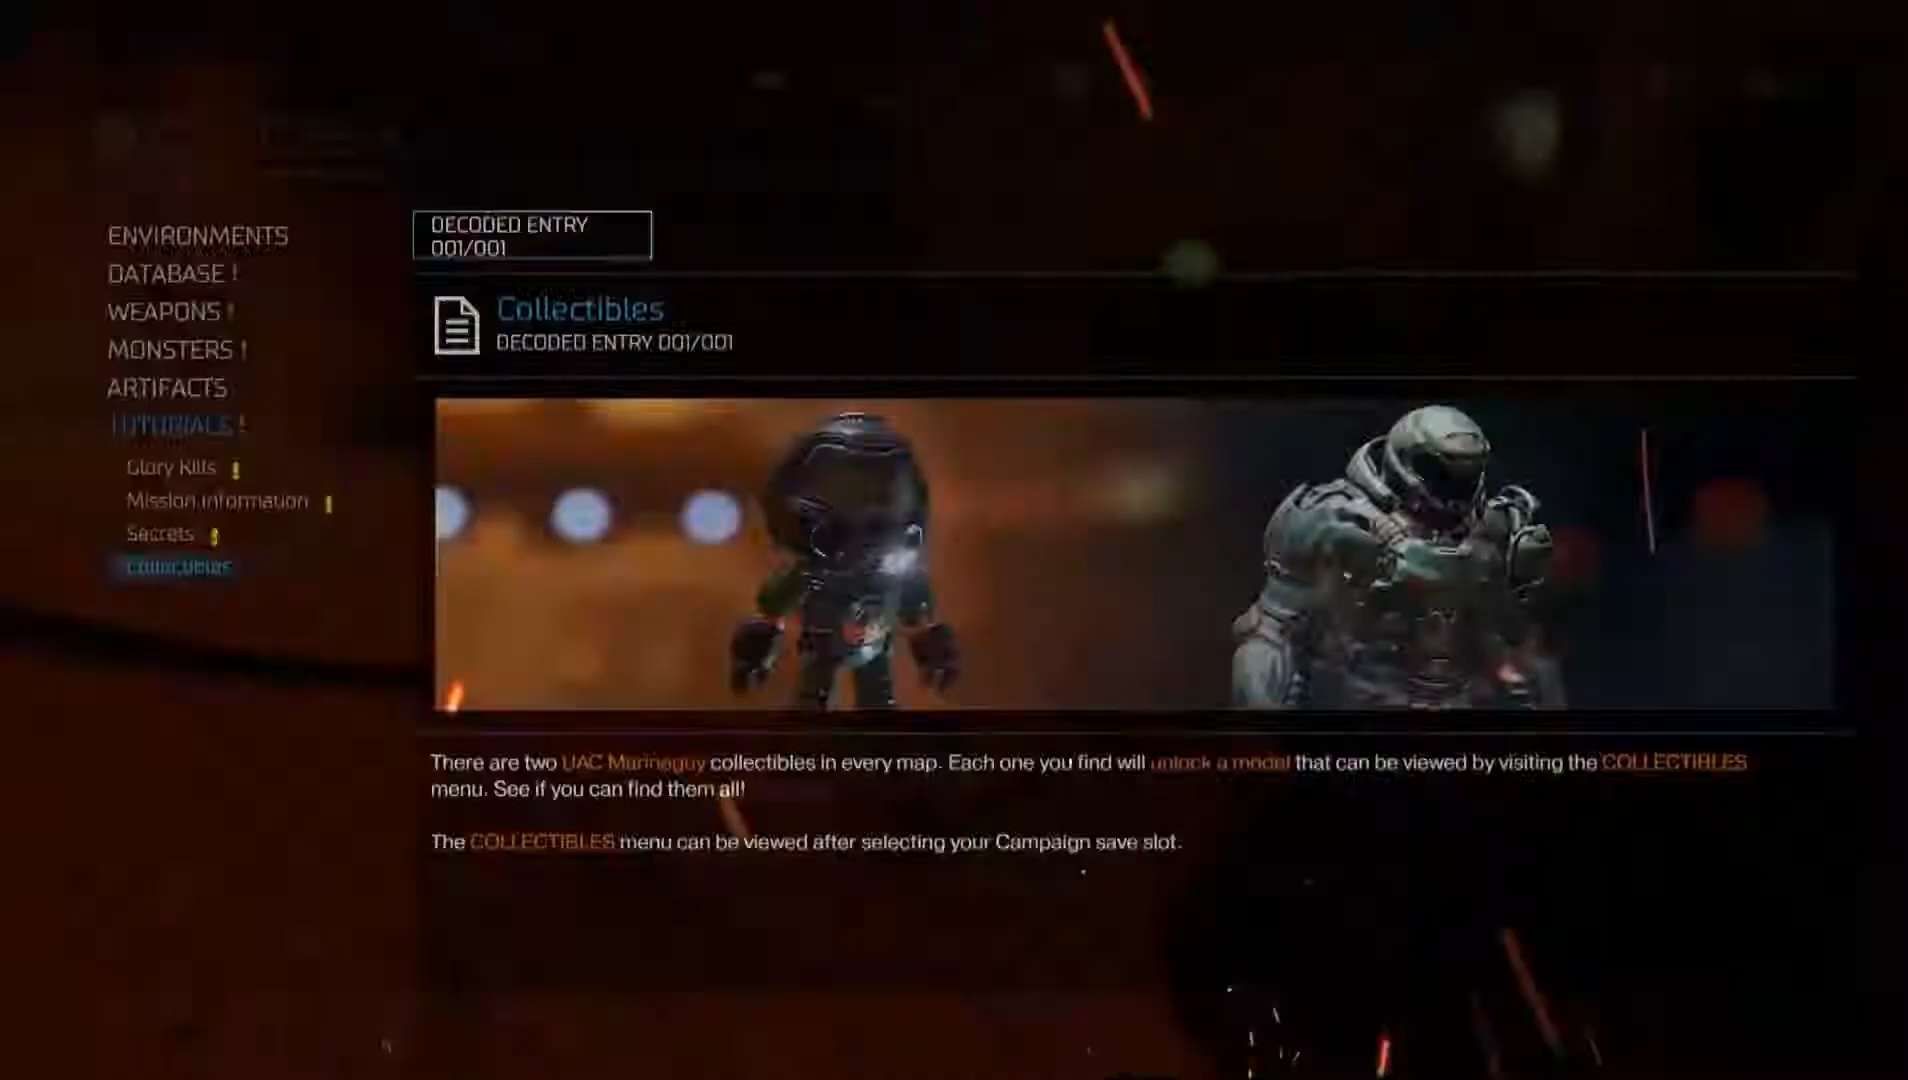 ENVIRONMENTS
DATABASE !
WEAPONS !
MONSTERS !
ARTIFACTS
TUTORIALS !
Glory Kills !
Mission Information !
Secrets !
Collectibles
DECODED ENTRY
001/001
Collectibles
DECODED ENTRY 001/001
There are two UAC Marineguy collectibles in every map. Each one you find will unlock a model that can be viewed by visiting the COLLECTIBLES
menu. See if you can find them all!
The COLLECTIBLES menu can be viewed after selecting your Campaign save slot.